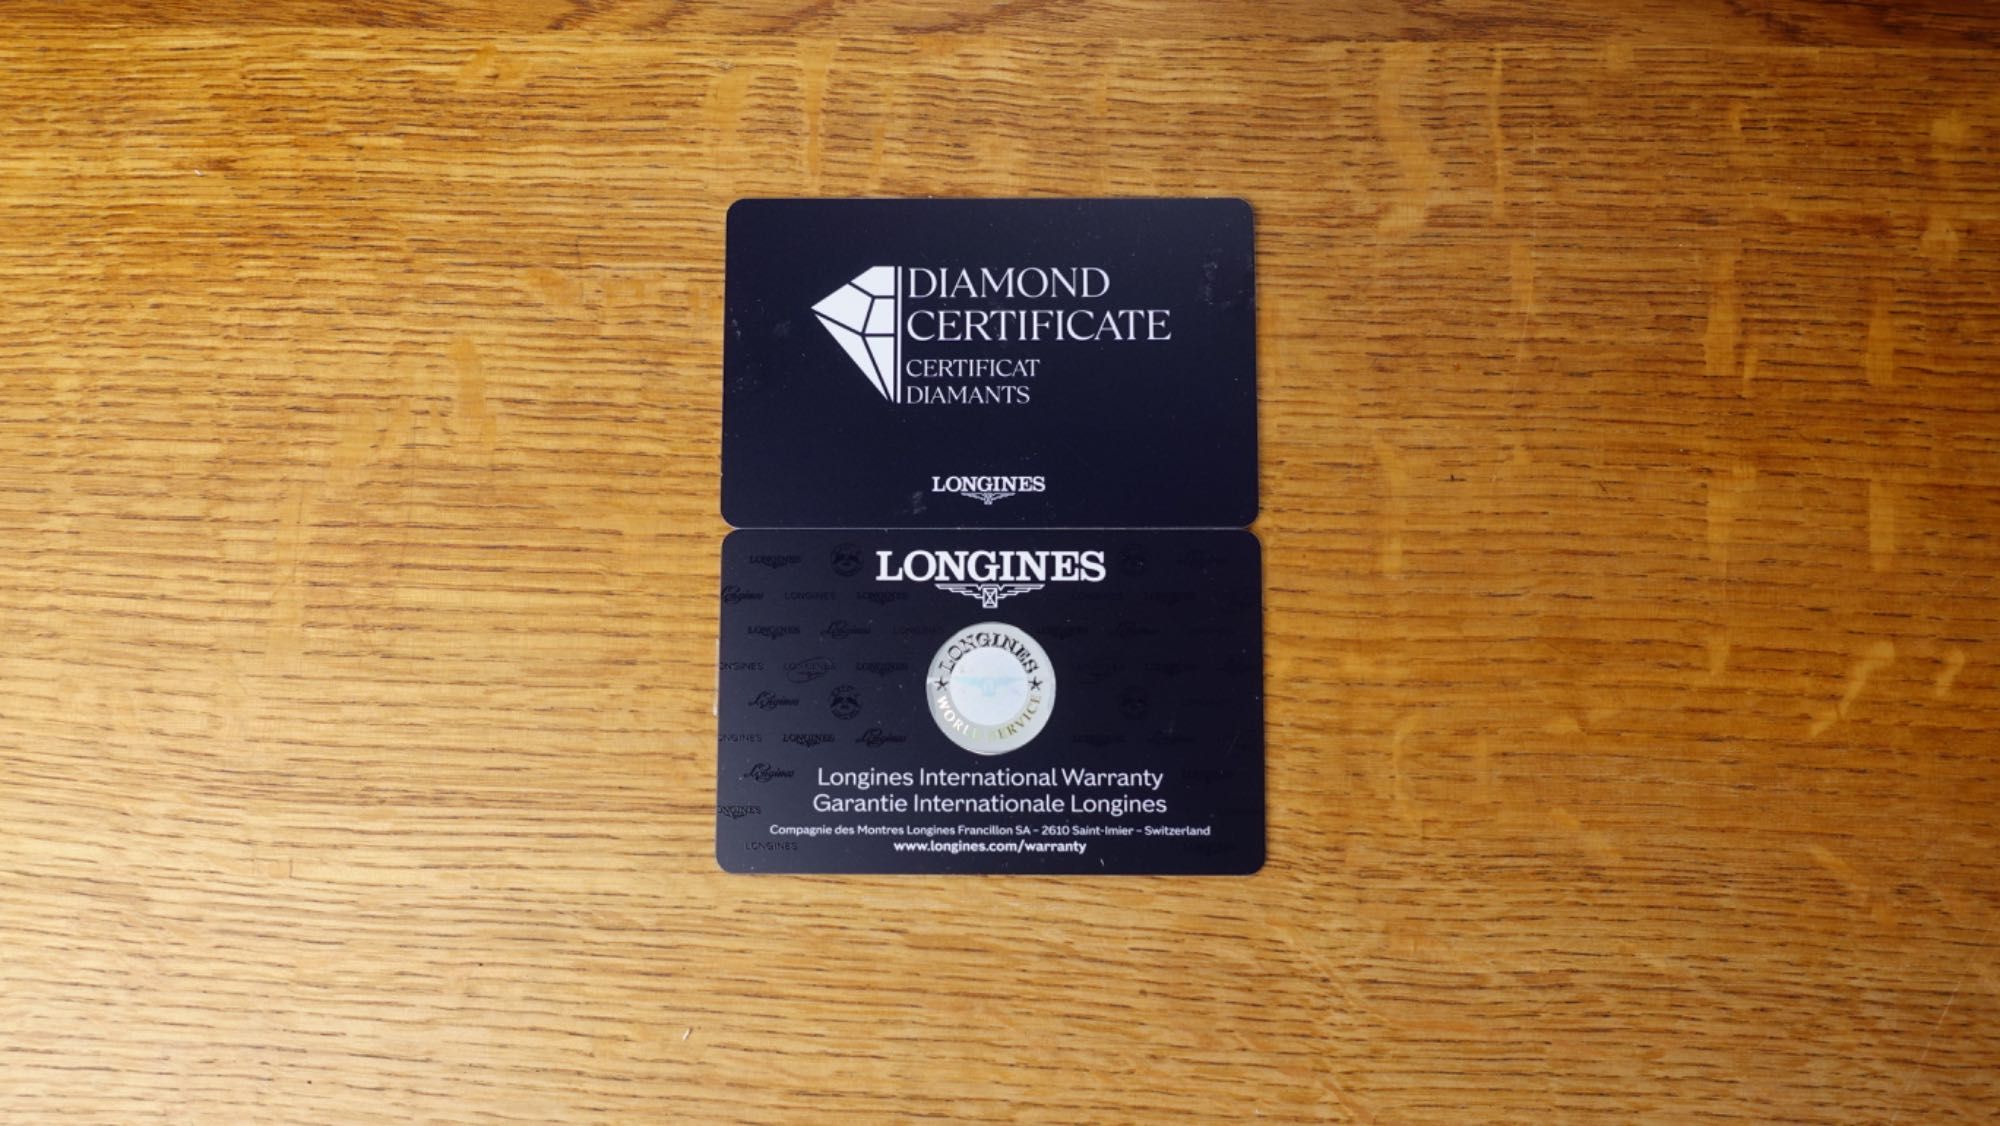 DIAMOND
CERTIFICATE
CERTIFICAT
DIAMANTS
LONGINES
LONGINES
LONGINES
WORLD SERVICE
Longines International Warranty
Garantie Internationale Longines
Compagnie des Montres Longines Francillon SA – 2610 Saint-Imier – Switzerland
www.longines.com/warranty